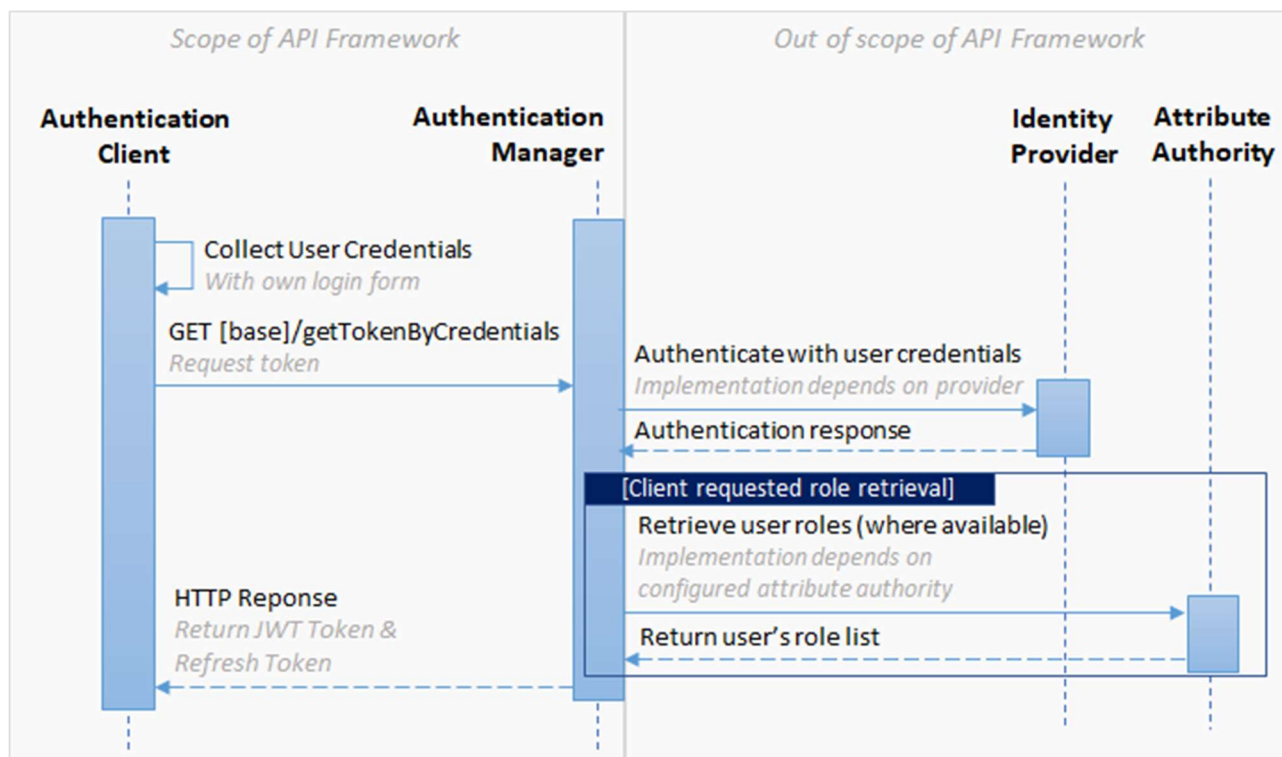 Scope of API Framework
Out of scope of API Framework
Authentication
Client
Authentication
Manager
Identity
Provider
Attribute
Authority
Collect User Credentials
With own login form
GET [base]/getTokenByCredentials
Request token
Authenticate with user credentials
Implementation depends on provider
Authentication response
[Client requested role retrieval]
Retrieve user roles (where available)
Implementation depends on
configured attribute authority
HTTP Reponse
Return JWT Token &
Refresh Token
Return user's role list